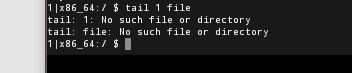 1|x86_64:/ $ tail 1 file
tail: 1: No such file or directory
tail: file: No such file or directory
1|x86_64:/ $